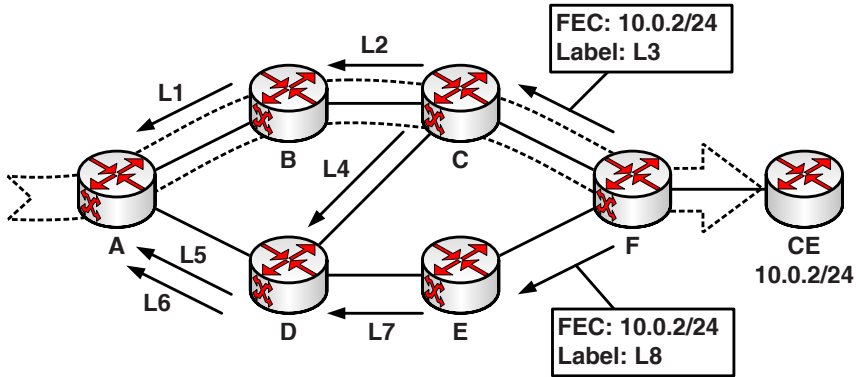 FEC: 10.0.2/24
Label: L3
L2
L1
B
C
L4
A
F
CE
10.0.2/24
L5
L6
D
L7
E
FEC: 10.0.2/24
Label: L8